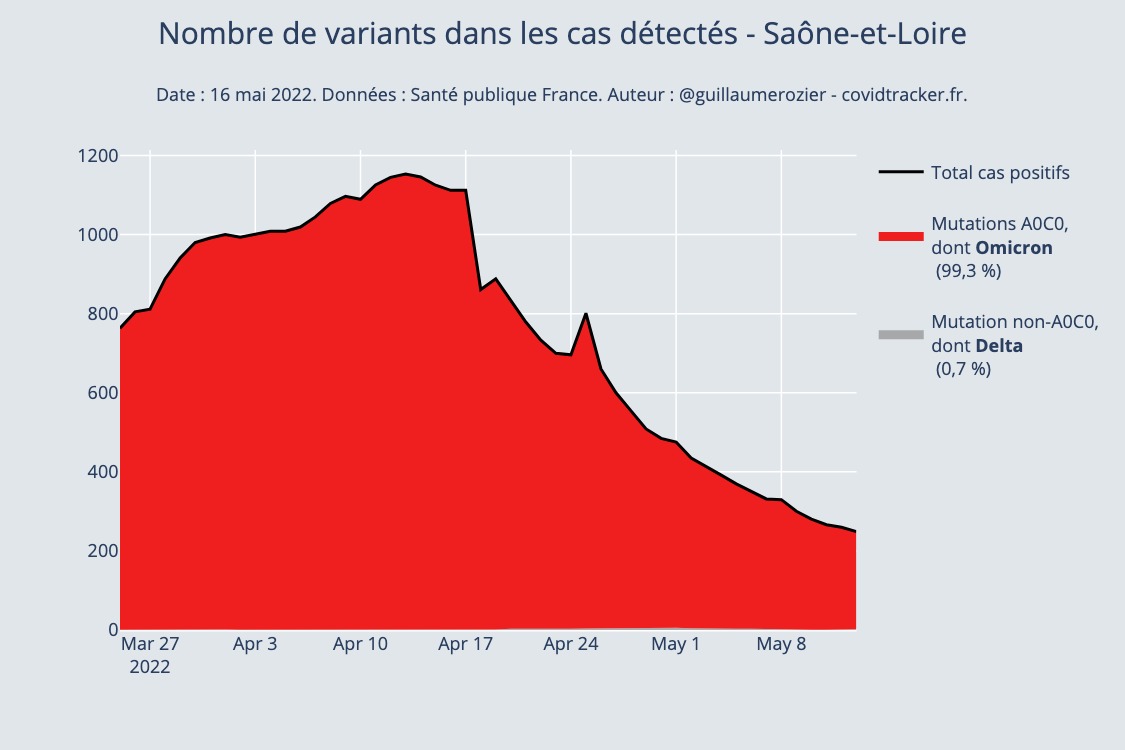 Nombre de variants dans les cas détectés - Saône-et-Loire
Date : 16 mai 2022. Données : Santé publique France. Auteur : @guillaumerozier - covidtracker.fr.
1200
1000
800
600
400
200
0
Mar 27
2022
Apr 3
Apr 10
Apr 17
Apr 24
May 1
May 8
Total cas positifs
Mutations A0C0,
dont Omicron
(99,3 %)
Mutation non-A0C0,
dont Delta
(0,7 %)